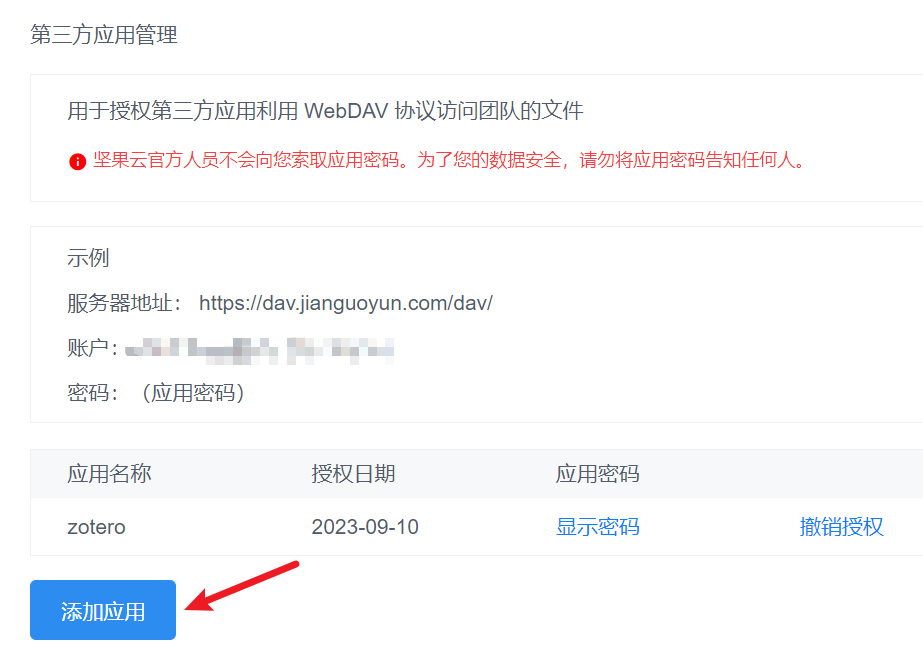 第三方应用管理
用于授权第三方应用利用 WebDAV 协议访问团队的文件
坚果云官方人员不会向您索取应用密码。为了您的数据安全，请勿将应用密码告知任何人。
示例
服务器地址： https://dav.jianguoyun.com/dav/
账户：
密码： （应用密码）
应用名称 授权日期 应用密码
zotero 2023-09-10 显示密码 撤销授权
添加应用